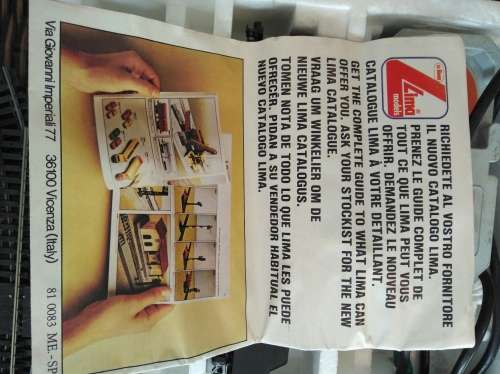 Lima
models
RICHIEDETE AL VOSTRO FORNITORE
IL NUOVO CATALOGO LIMA.
PRENEZ LE GUIDE COMPLET DE
TOUT CE QUE LIMA PEUT VOUS
OFFRIR. DEMANDEZ LE NOUVEAU
CATALOGUE LIMA À VOTRE DETAILLANT.
GET THE COMPLETE GUIDE TO WHAT LIMA CAN
OFFER YOU. ASK YOUR STOCKIST FOR THE NEW
LIMA CATALOGUE.
VRAAG UM WINKELIER OM DE
NIEUWE LIMA CATALOGUS.
TOMEN NOTA DE TODO LO QUE LIMA LES PUEDE
OFRECER. PIDAN A SU VENDEDOR HABITUAL EL
NUEVO CATALOGO LIMA.
Via Giovanni Imperiali 77 36100 Vicenza (Italy) 81 0083 ME.-SP